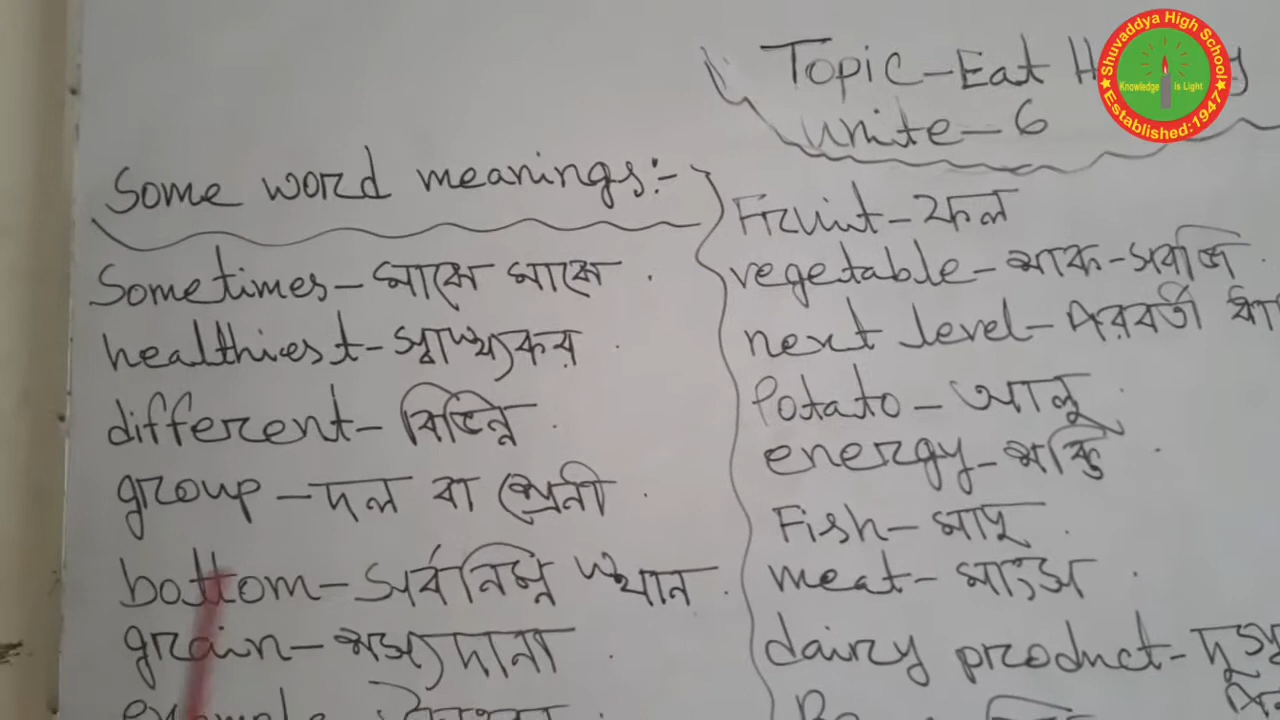 Topic-Eat H
unite-6
Shuvaddya High School
Knowledge is Light
Established:1947
Some word meanings:-
Sometimes-মাঝে মাঝে.
healthiest-স্বাস্থ্যকর.
different-বিভিন্ন.
group-দল বা শ্রেনী.
bottom-সর্বনিম্ন স্থান.
grain-শস্য দানা.
example
Fruint-ফল
vegetable-শাক-সবজি.
next level-পরবর্তী
Potato-আলু.
energy-শক্তি.
Fish-মাছ.
meat-মাংস.
dairy product-